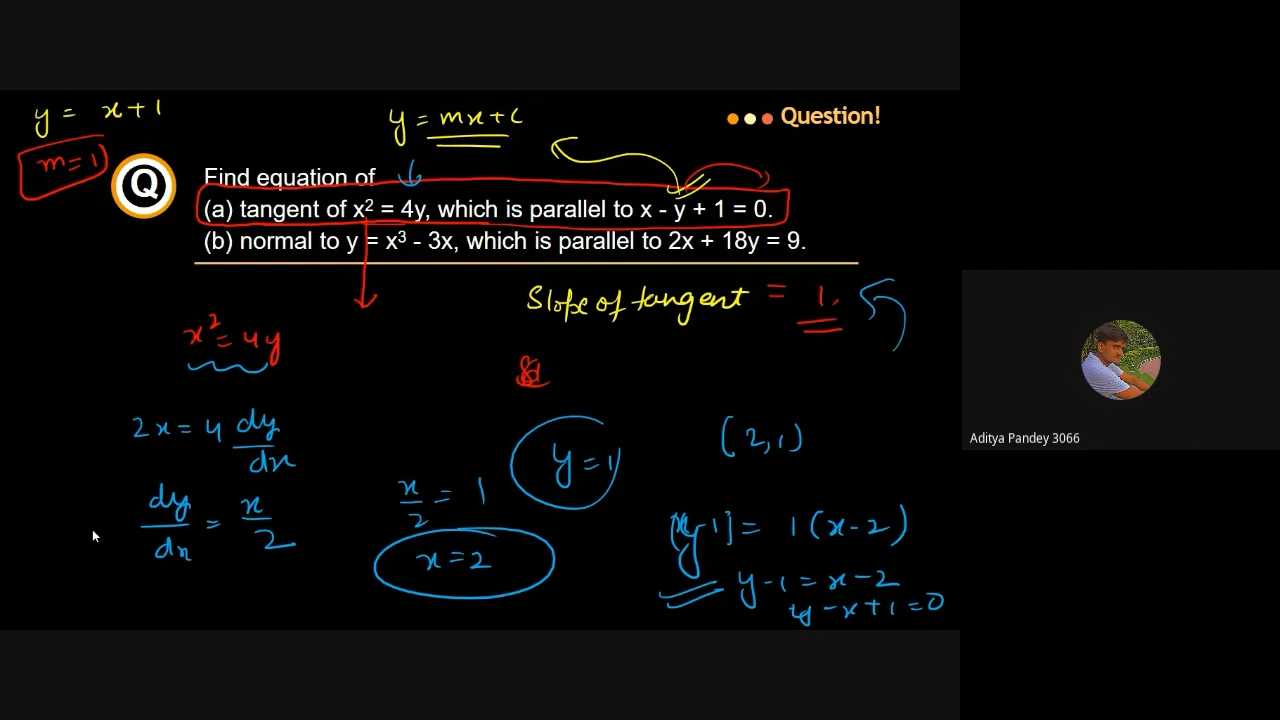 y = x + 1
m = 1
y = mx + c
Question!
Q
Find equation of
(a) tangent of x² = 4y, which is parallel to x - y + 1 = 0.
(b) normal to y = x³ - 3x, which is parallel to 2x + 18y = 9.
Slope of tangent = 1.
x² = 4y
2x = 4 dy/dx
dy/dx = x/2
x/2 = 1
x = 2
y = 1
(2, 1)
[y - 1] = 1(x - 2)
y - 1 = x - 2
y - x + 1 = 0
Aditya Pandey 3066